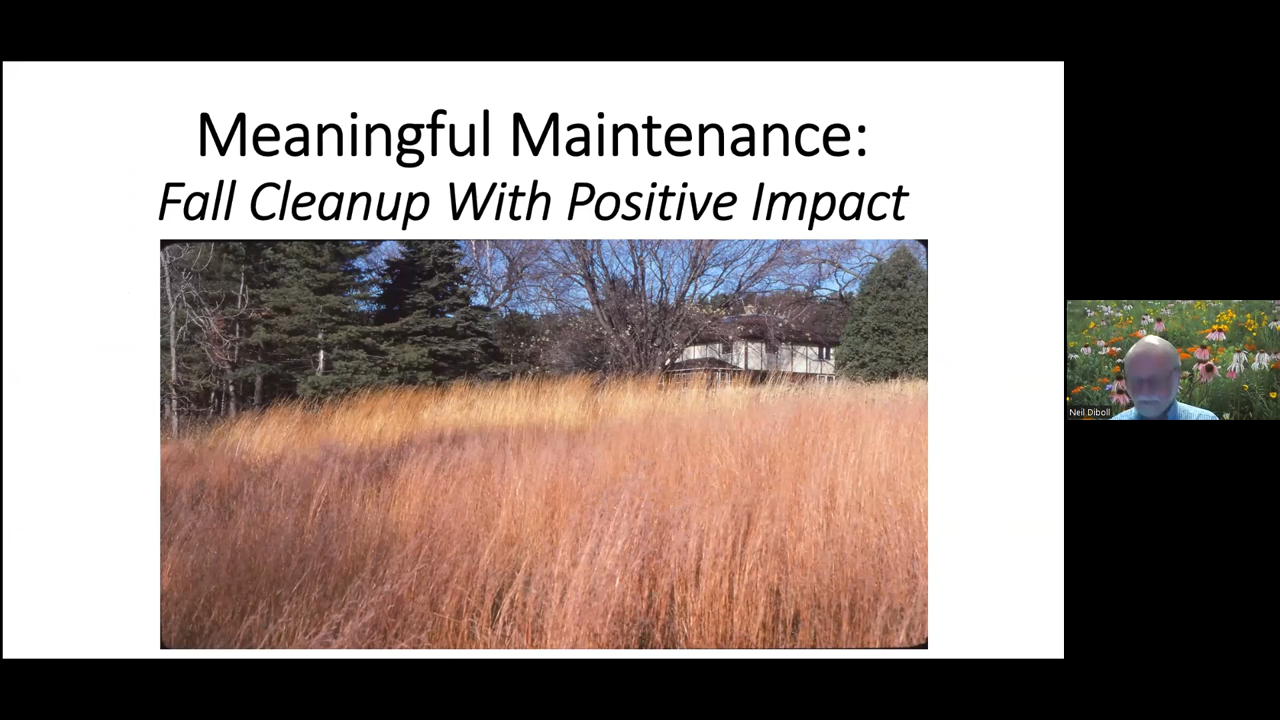 Meaningful Maintenance:
Fall Cleanup With Positive Impact
Neil Diboll